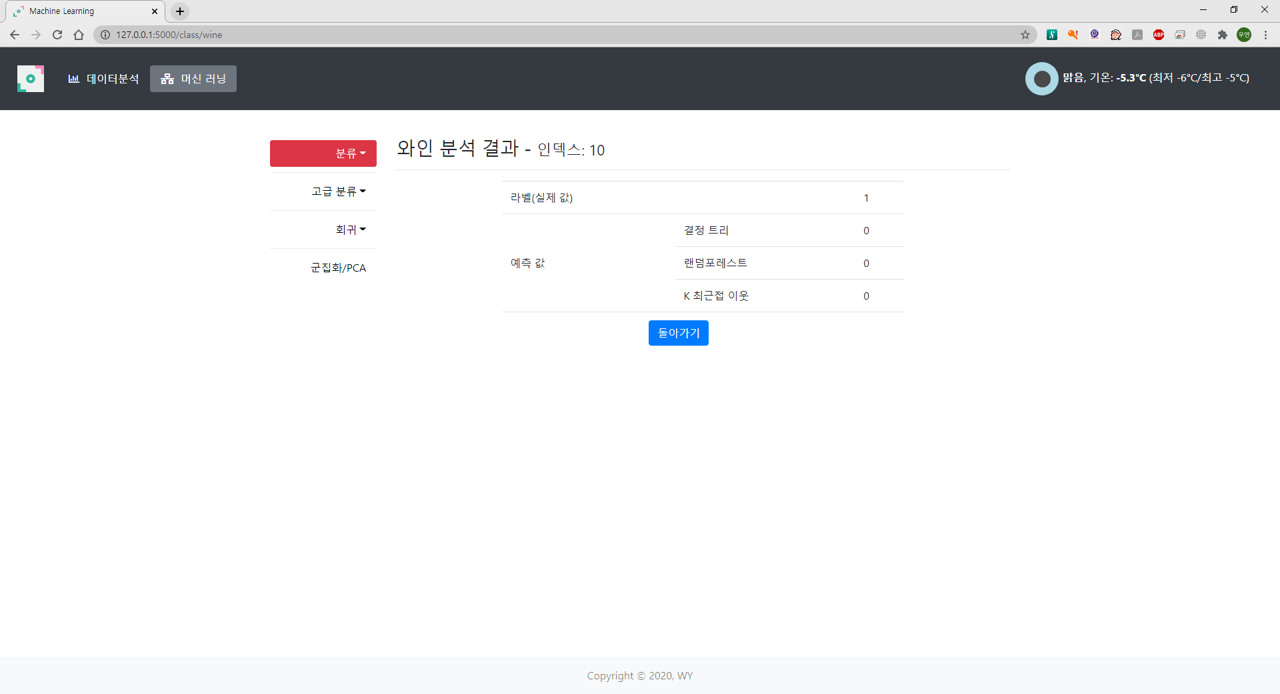 Machine Learning
127.0.0.1:5000/class/wine
ABP
우연
데이터분석
머신 러닝
맑음, 기온: -5.3°C (최저 -6°C/최고 -5°C)
분류
고급 분류
회귀
군집화/PCA
와인 분석 결과 - 인덱스: 10
라벨(실제 값) 1
예측 값
결정 트리 0
랜덤포레스트 0
K 최근접 이웃 0
돌아가기
Copyright © 2020, WY